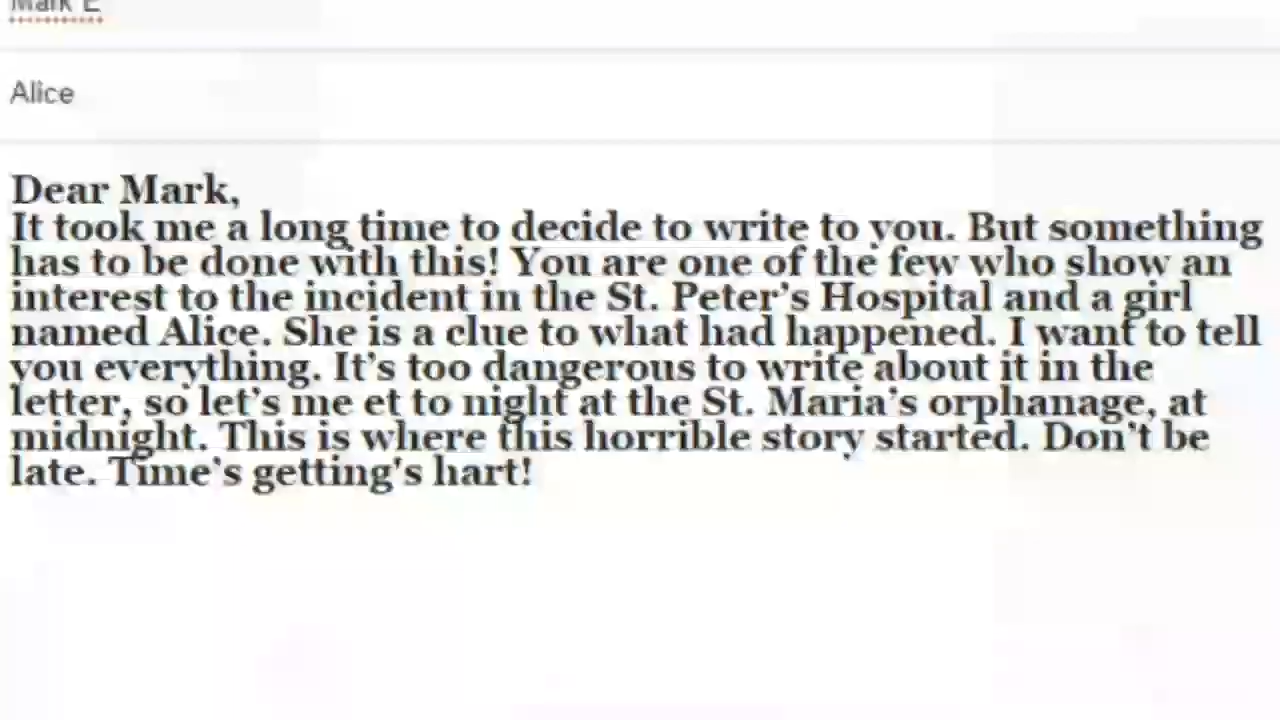 Mark E
Alice
Dear Mark,
It took me a long time to decide to write to you. But something
has to be done with this! You are one of the few who show an
interest to the incident in the St. Peter’s Hospital and a girl
named Alice. She is a clue to what had happened. I want to tell
you everything. It’s too dangerous to write about it in the
letter, so let’s me et to night at the St. Maria’s orphanage, at
midnight. This is where this horrible story started. Don’t be
late. Time’s getting's hart!